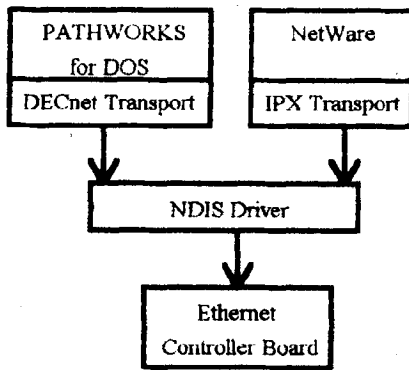 PATHWORKS
for DOS
DECnet Transport
NetWare
IPX Transport
NDIS Driver
Ethernet
Controller Board